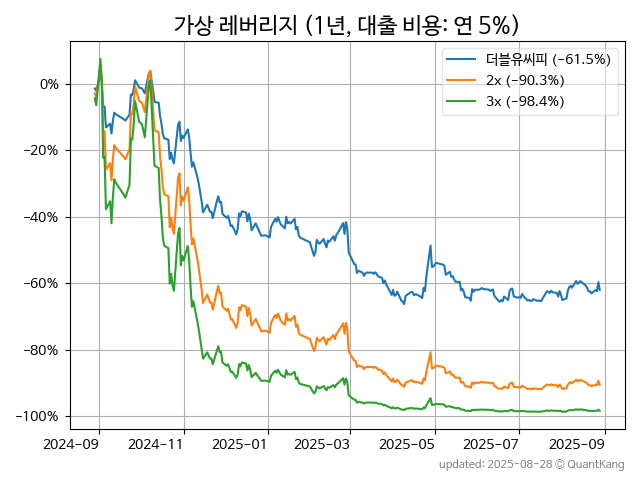 가상 레버리지 (1년, 대출 비용: 연 5%)
더블유씨피 (−61.5%)
2x (−90.3%)
3x (−98.4%)
0%
−20%
−40%
−60%
−80%
−100%
2024-09 2024-11 2025-01 2025-03 2025-05 2025-07 2025-09
updated: 2025-08-28 © QuantKang